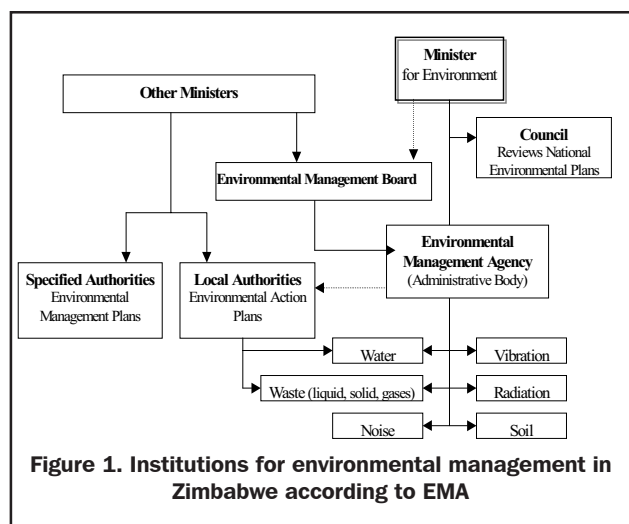 Minister
for Environment
Other Ministers
Council
Reviews National
Environmental Plans
Environmental Management Board
Environmental
Management Agency
(Administrative Body)
Specified Authorities
Environmental
Management Plans
Local Authorities
Environmental Action
Plans
Water
Vibration
Waste (liquid, solid, gases)
Radiation
Noise
Soil
Figure 1. Institutions for environmental management in
Zimbabwe according to EMA